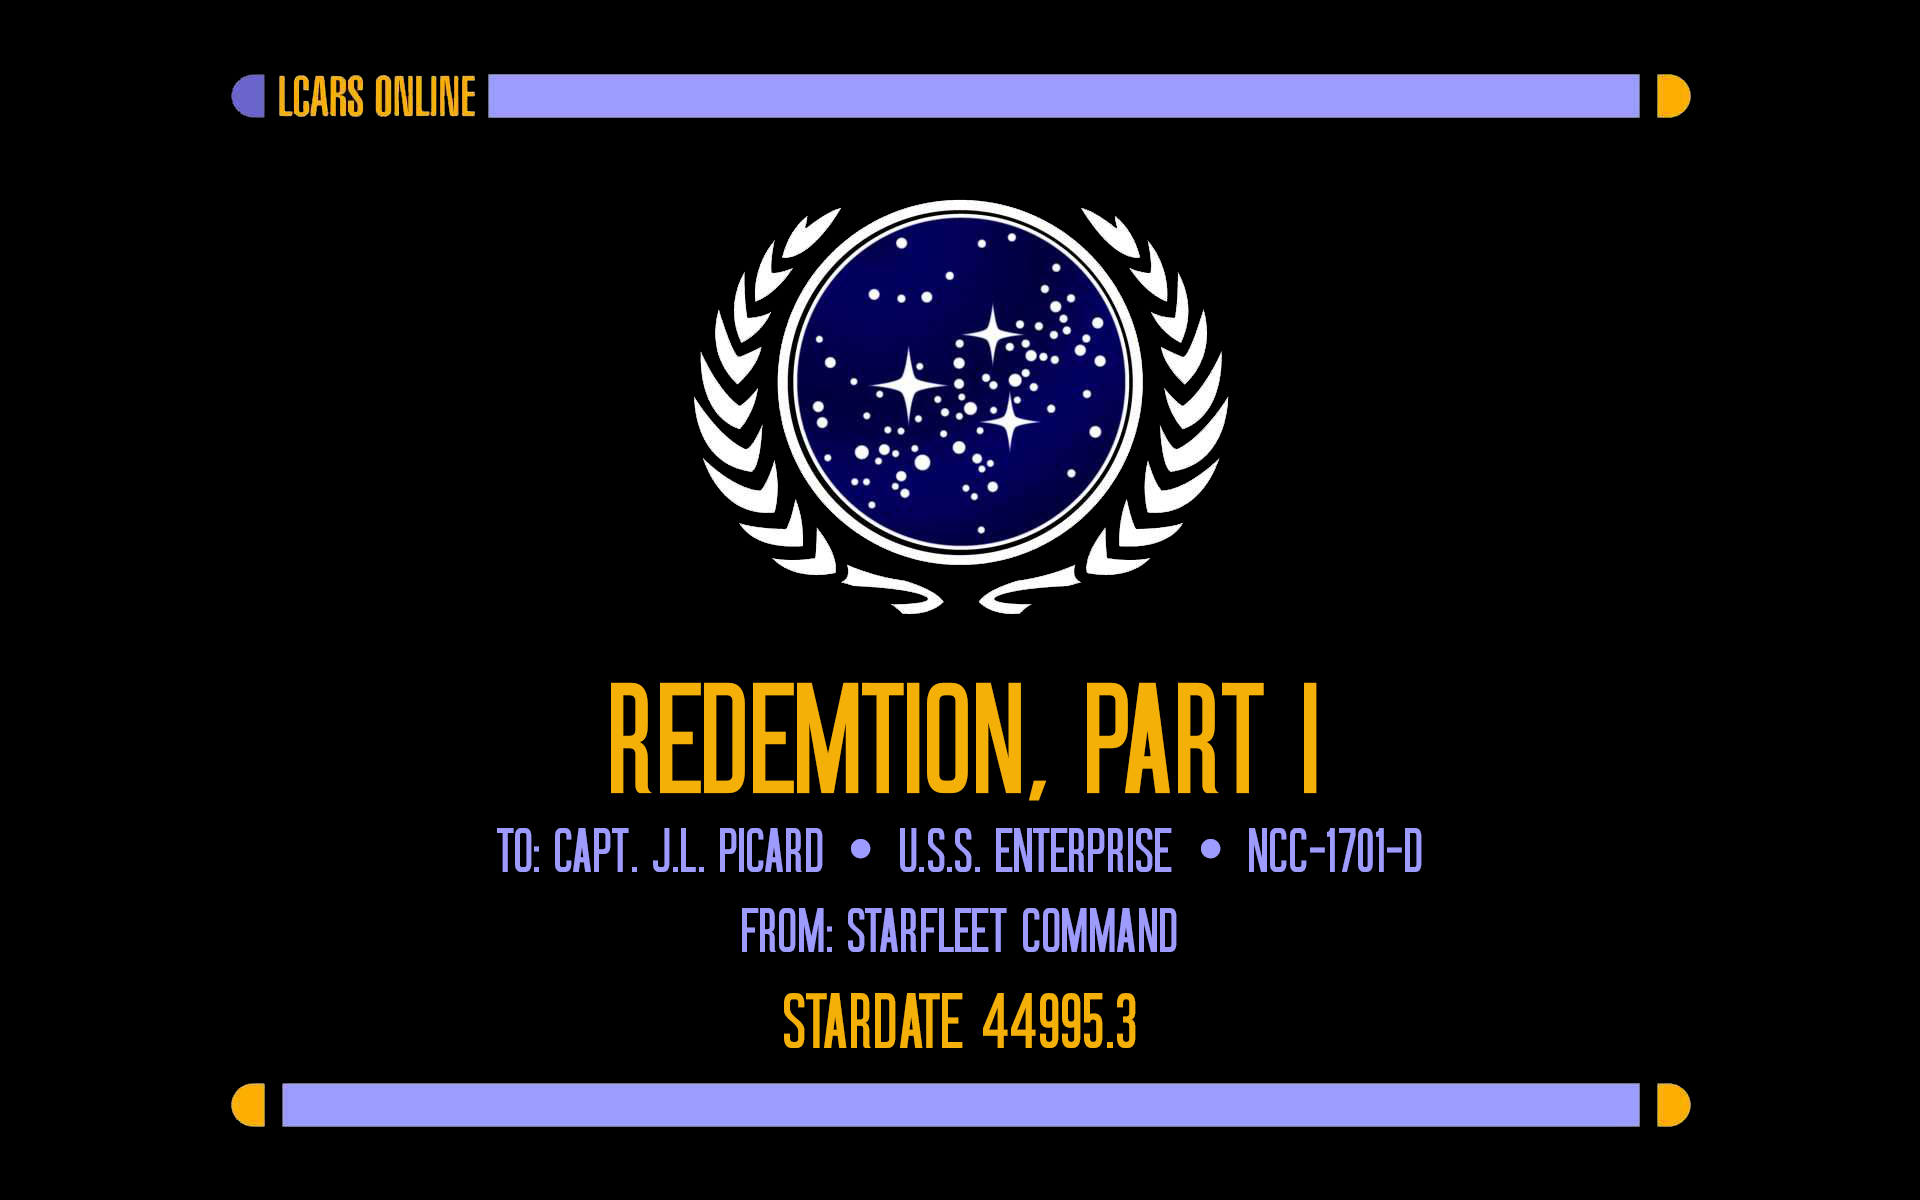 LCARS ONLINE
REDEMTION, PART I
TO: CAPT. J.L. PICARD • U.S.S. ENTERPRISE • NCC-1701-D
FROM: STARFLEET COMMAND
STARDATE 44995.3